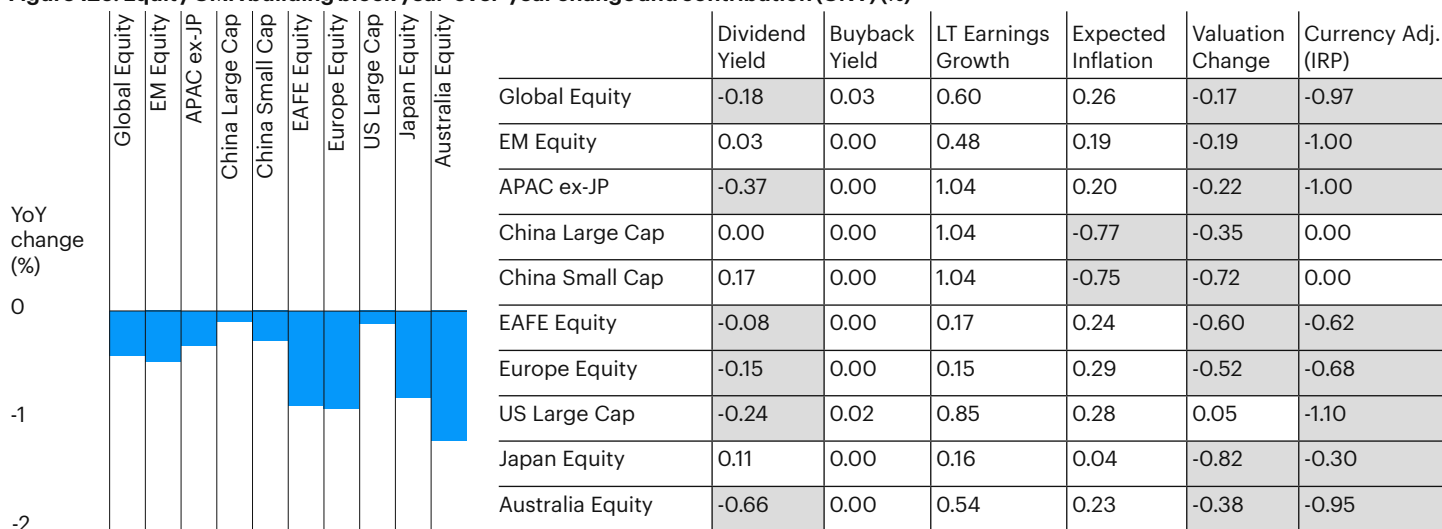 Global Equity
EM Equity
APAC ex-JP
China Large Cap
China Small Cap
EAFE Equity
Europe Equity
US Large Cap
Japan Equity
Australia Equity
YoY
change
(%)
0
-1
-2
Dividend Yield Buyback Yield LT Earnings Growth Expected Inflation Valuation Change Currency Adj. (IRP)
Global Equity -0.18 0.03 0.60 0.26 -0.17 -0.97
EM Equity 0.03 0.00 0.48 0.19 -0.19 -1.00
APAC ex-JP -0.37 0.00 1.04 0.20 -0.22 -1.00
China Large Cap 0.00 0.00 1.04 -0.77 -0.35 0.00
China Small Cap 0.17 0.00 1.04 -0.75 -0.72 0.00
EAFE Equity -0.08 0.00 0.17 0.24 -0.60 -0.62
Europe Equity -0.15 0.00 0.15 0.29 -0.52 -0.68
US Large Cap -0.24 0.02 0.85 0.28 0.05 -1.10
Japan Equity 0.11 0.00 0.16 0.04 -0.82 -0.30
Australia Equity -0.66 0.00 0.54 0.23 -0.38 -0.95